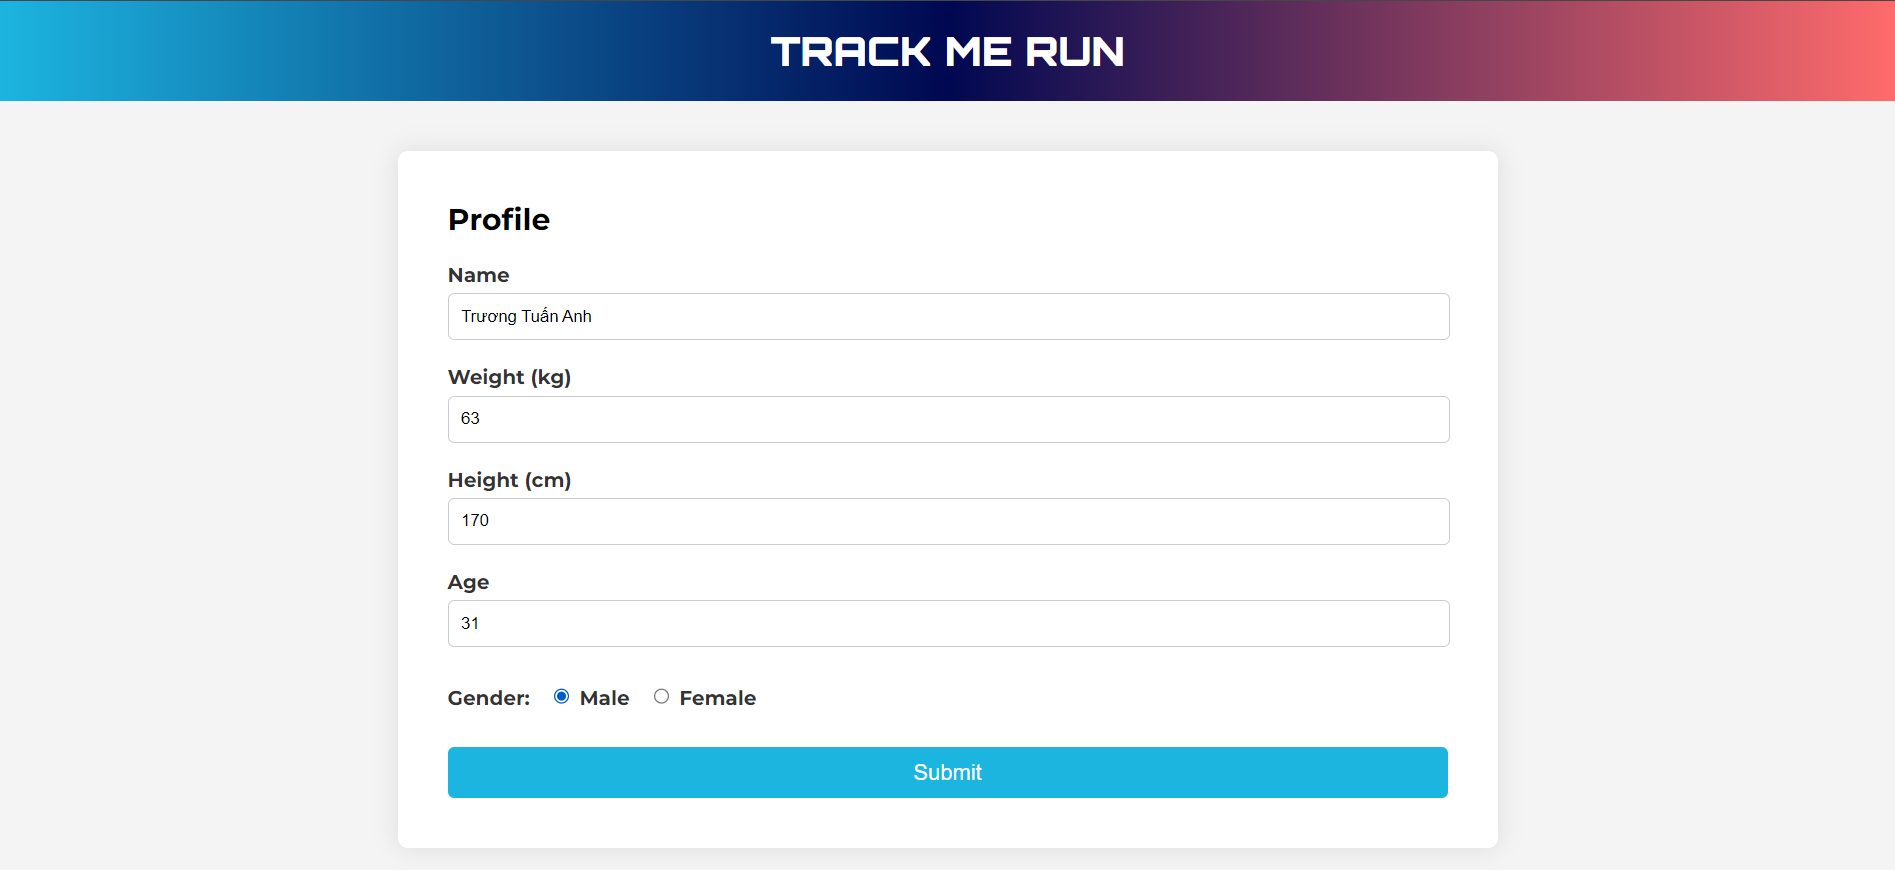 TRACK ME RUN
Profile
Name
Trương Tuấn Anh
Weight (kg)
63
Height (cm)
170
Age
31
Gender: Male Female
Submit